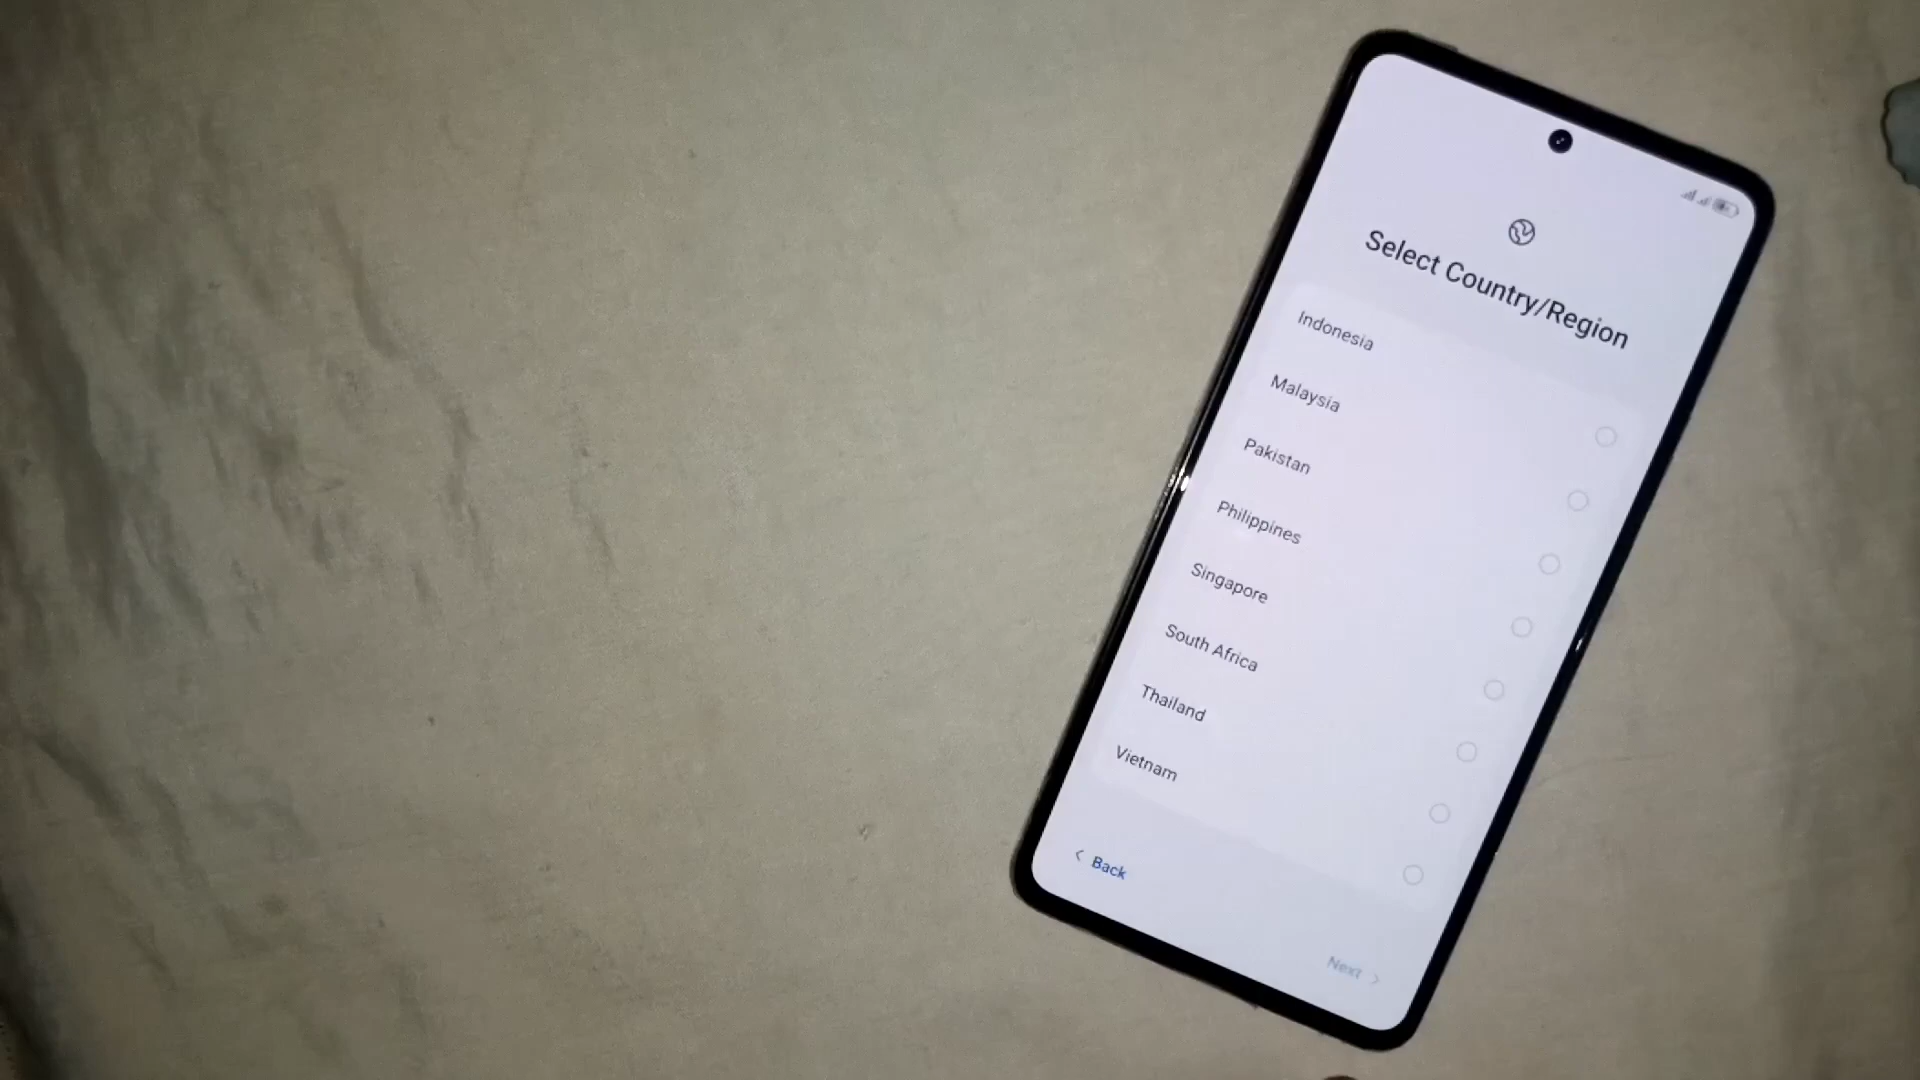 Select Country/Region
Indonesia
Malaysia
Pakistan
Philippines
Singapore
South Africa
Thailand
Vietnam
Back
Next